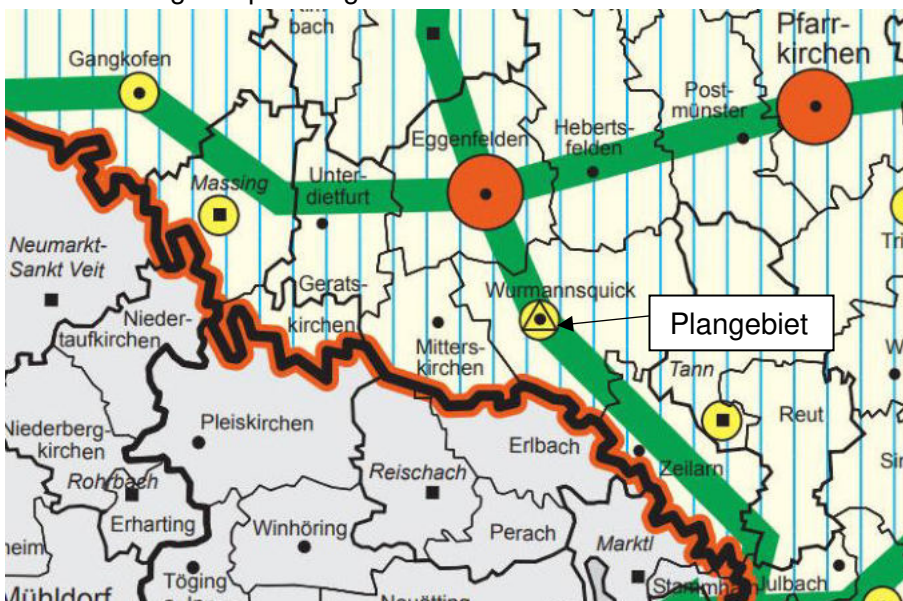 bach
Pfarr-
kirchen
Gangkofen
Post-
münster
Eggenfelden
Heberts-
felden
Massing
Unter-
dietfurt
Neumarkt-
Sankt Veit
Gerats-
kirchen
Wurmannsquick
Nieder-
taufkirchen
Plangebiet
Mitters-
kirchen
Tann
Reut
Pleiskirchen
Niederberg-
kirchen
Erlbach
Zeilarn
Rohrbach
Reischach
Erharting
Winhöring
Perach
Marktl
Töging
Stammham
Julbach
Mühldorf